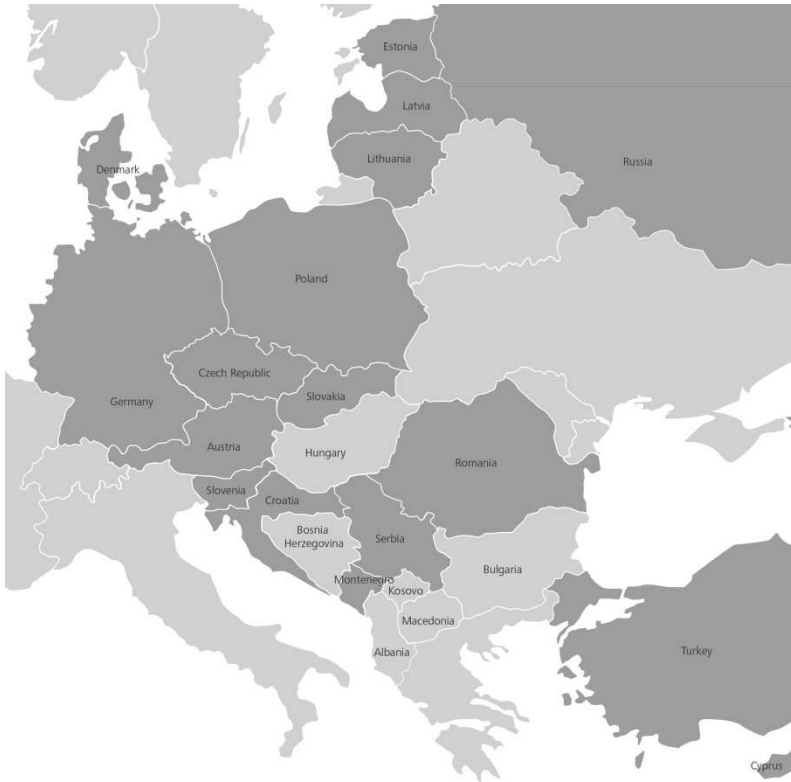 Estonia
Latvia
Lithuania
Russia
Denmark
Poland
Czech Republic
Slovakia
Germany
Austria
Hungary
Romania
Slovenia
Croatia
Bosnia
Herzegovina
Serbia
Bulgaria
Montenegro
Kosovo
Macedonia
Albania
Turkey
Cyprus